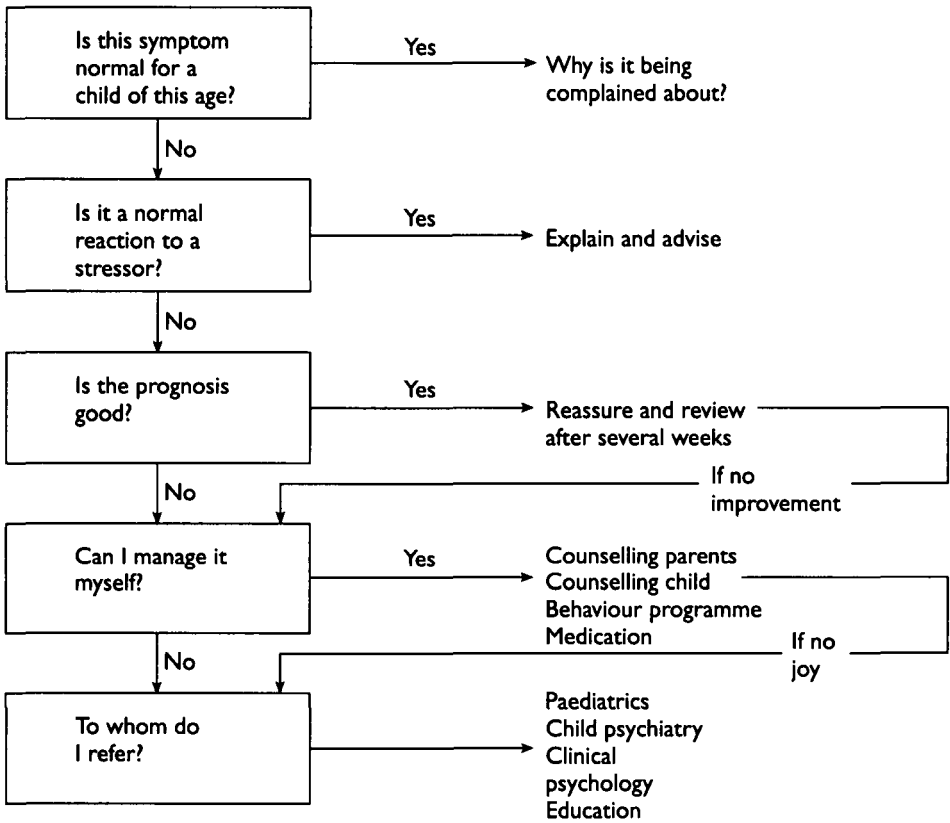 Is this symptom
normal for a
child of this age?
Yes
Why is it being
complained about?
No
Is it a normal
reaction to a
stressor?
Yes
Explain and advise
No
Is the prognosis
good?
Yes
Reassure and review
after several weeks
If no
improvement
No
Can I manage it
myself?
Yes
Counselling parents
Counselling child
Behaviour programme
Medication
If no
joy
No
To whom do
I refer?
Paediatrics
Child psychiatry
Clinical
psychology
Education